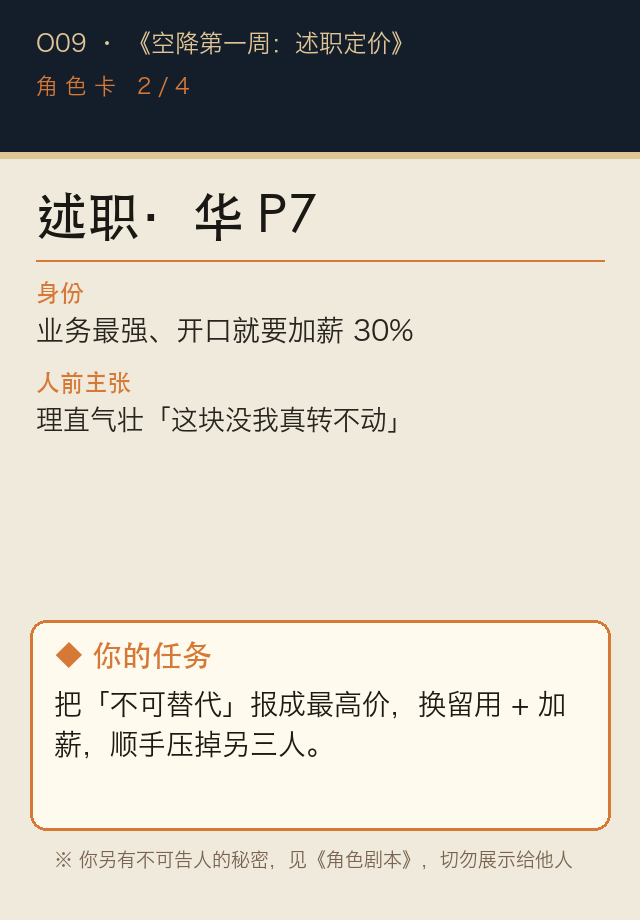 O09 · 《空降第一周：述职定价》
角色卡 2/4
述职· 华 P7
身份
业务最强、开口就要加薪 30%
人前主张
理直气壮「这块没我真转不动」
◆ 你的任务
把「不可替代」报成最高价，换留用 + 加
薪，顺手压掉另三人。
※ 你另有不可告人的秘密，见《角色剧本》，切勿展示给他人